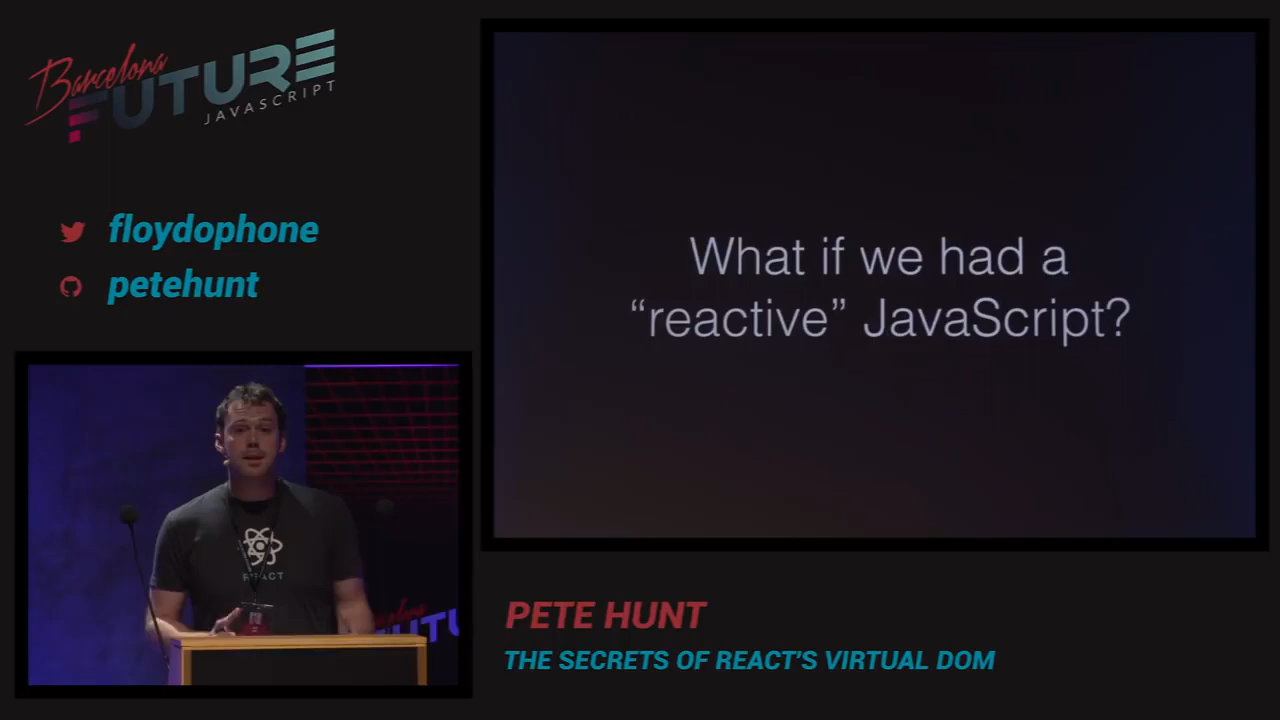 Barcelona
FUTURE
JAVASCRIPT
floydophone
petehunt
What if we had a
“reactive” JavaScript?
REACT
UTU
PETE HUNT
THE SECRETS OF REACT'S VIRTUAL DOM